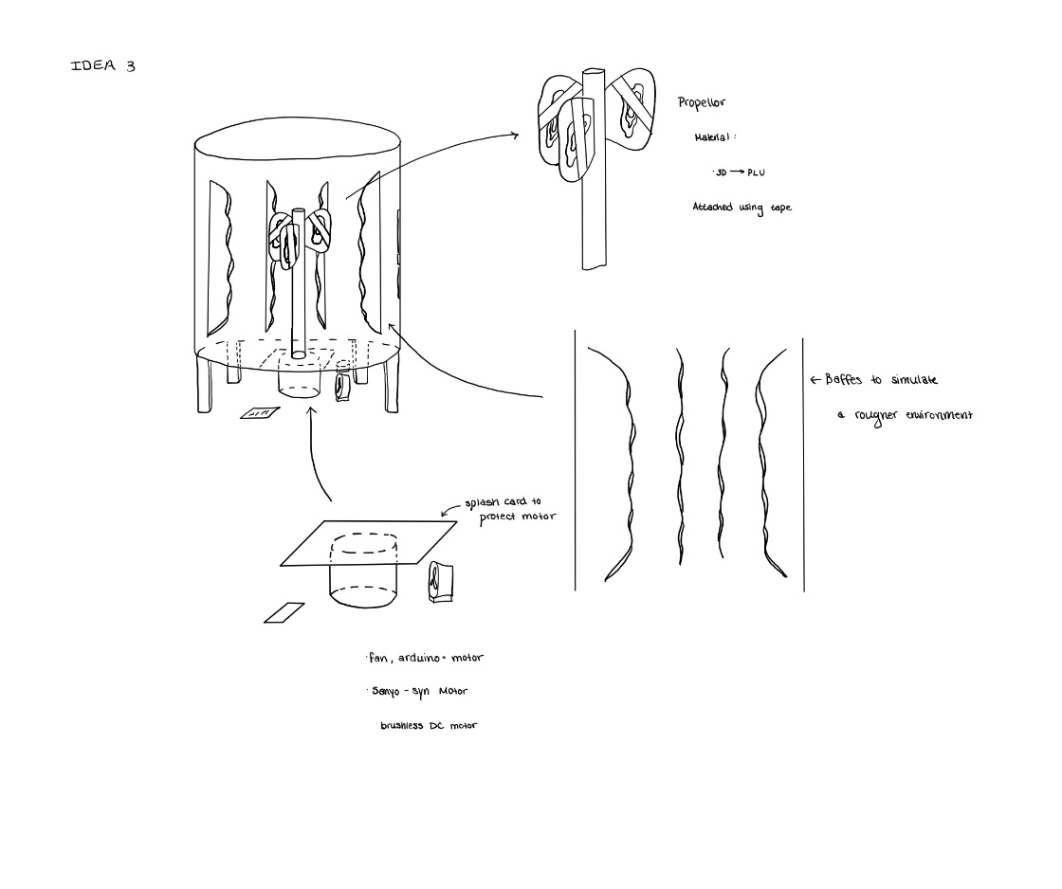 IDEA 3
Propellor
Material :
· 3D → PLU
Attached using tape
← Baffes to simulate
a rougher environment
splash card to
protect motor
· fan, arduino - motor
· Sanyo - syn Motor
brushless DC motor